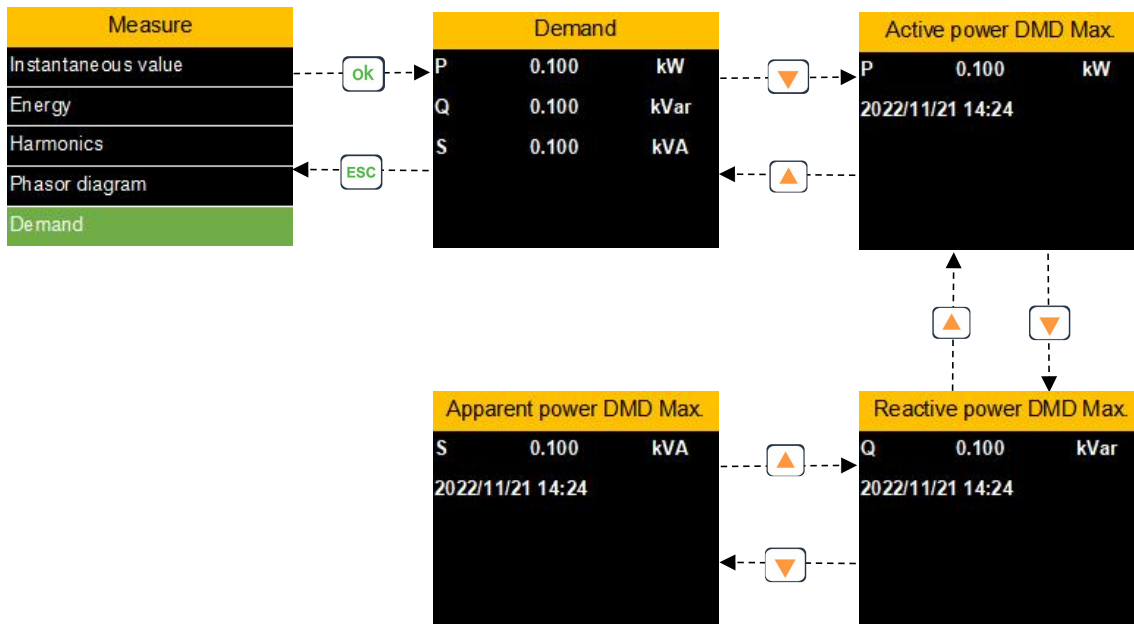 Measure
Instantaneous value
Energy
Harmonics
Phasor diagram
Demand
ok
ESC
Demand
P 0.100 kW
Q 0.100 kVar
S 0.100 kVA
Active power DMD Max.
P 0.100 kW
2022/11/21 14:24
Apparent power DMD Max.
S 0.100 kVA
2022/11/21 14:24
Reactive power DMD Max.
Q 0.100 kVar
2022/11/21 14:24